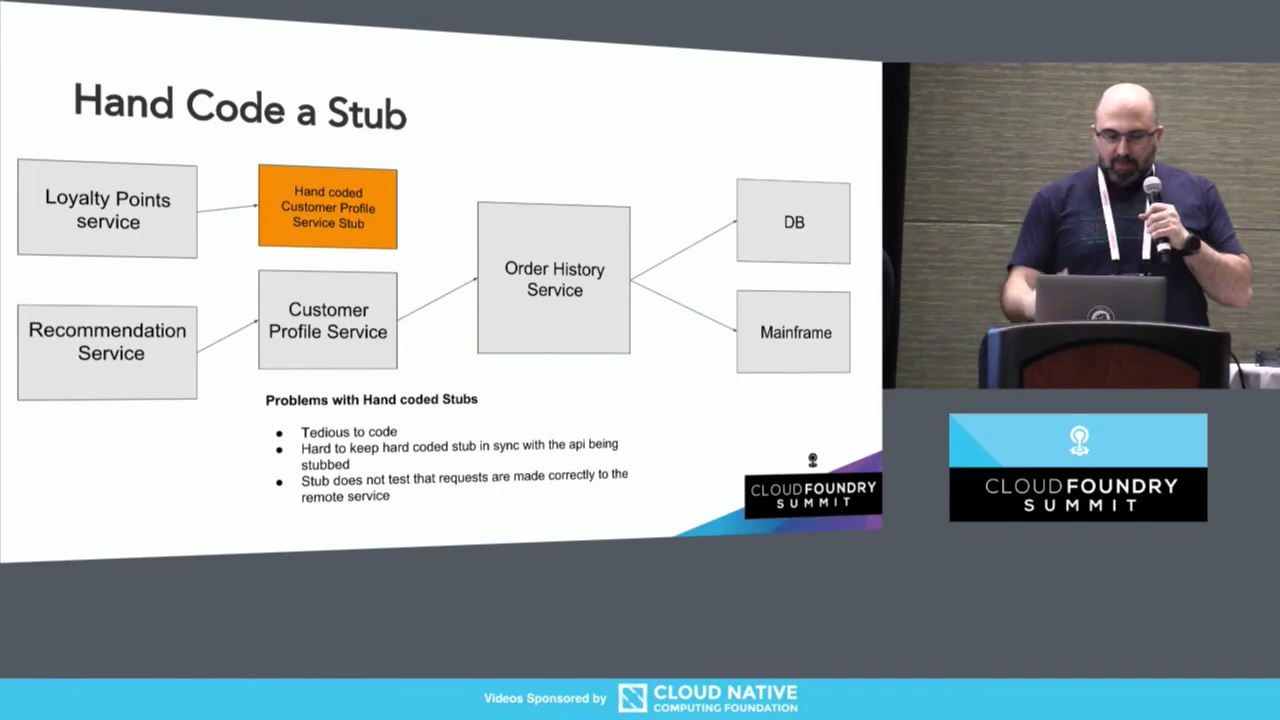 Hand Code a Stub
Loyalty Points
service
Hand coded
Customer Profile
Service Stub
Recommendation
Service
Customer
Profile Service
Order History
Service
DB
Mainframe
Problems with Hand coded Stubs
● Tedious to code
● Hard to keep hard coded stub in sync with the api being
stubbed
● Stub does not test that requests are made correctly to the
remote service
CLOUDFOUNDRY
SUMMIT
CLOUDFOUNDRY
SUMMIT
Videos Sponsored by
CLOUD NATIVE
COMPUTING FOUNDATION